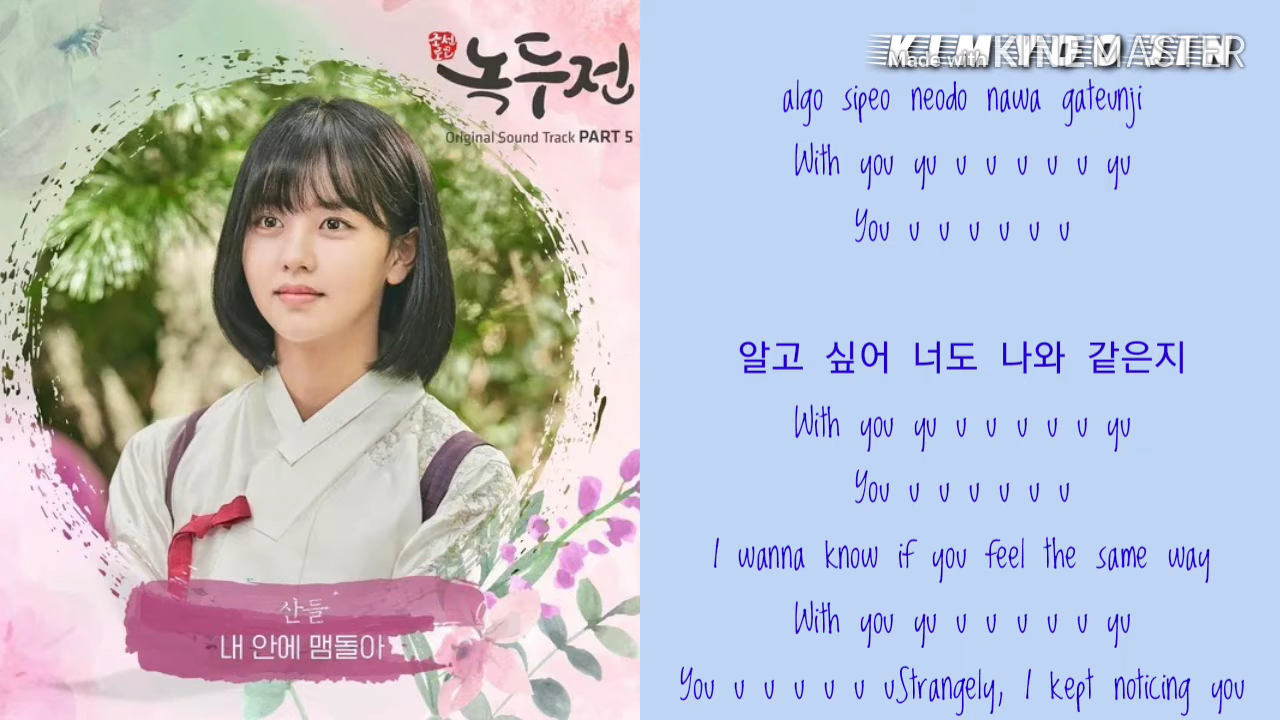 녹두전
Original Sound Track PART 5
산들
내 안에 맴돌아
Made with KINEMASTER
algo sipeo neodo nawa gateunji
With you yu u u u u u yu
You u u u u u u
알고 싶어 너도 나와 같은지
With you yu u u u u u yu
You u u u u u u
I wanna know if you feel the same way
With you yu u u u u u yu
You u u u u u uStrangely, I kept noticing you